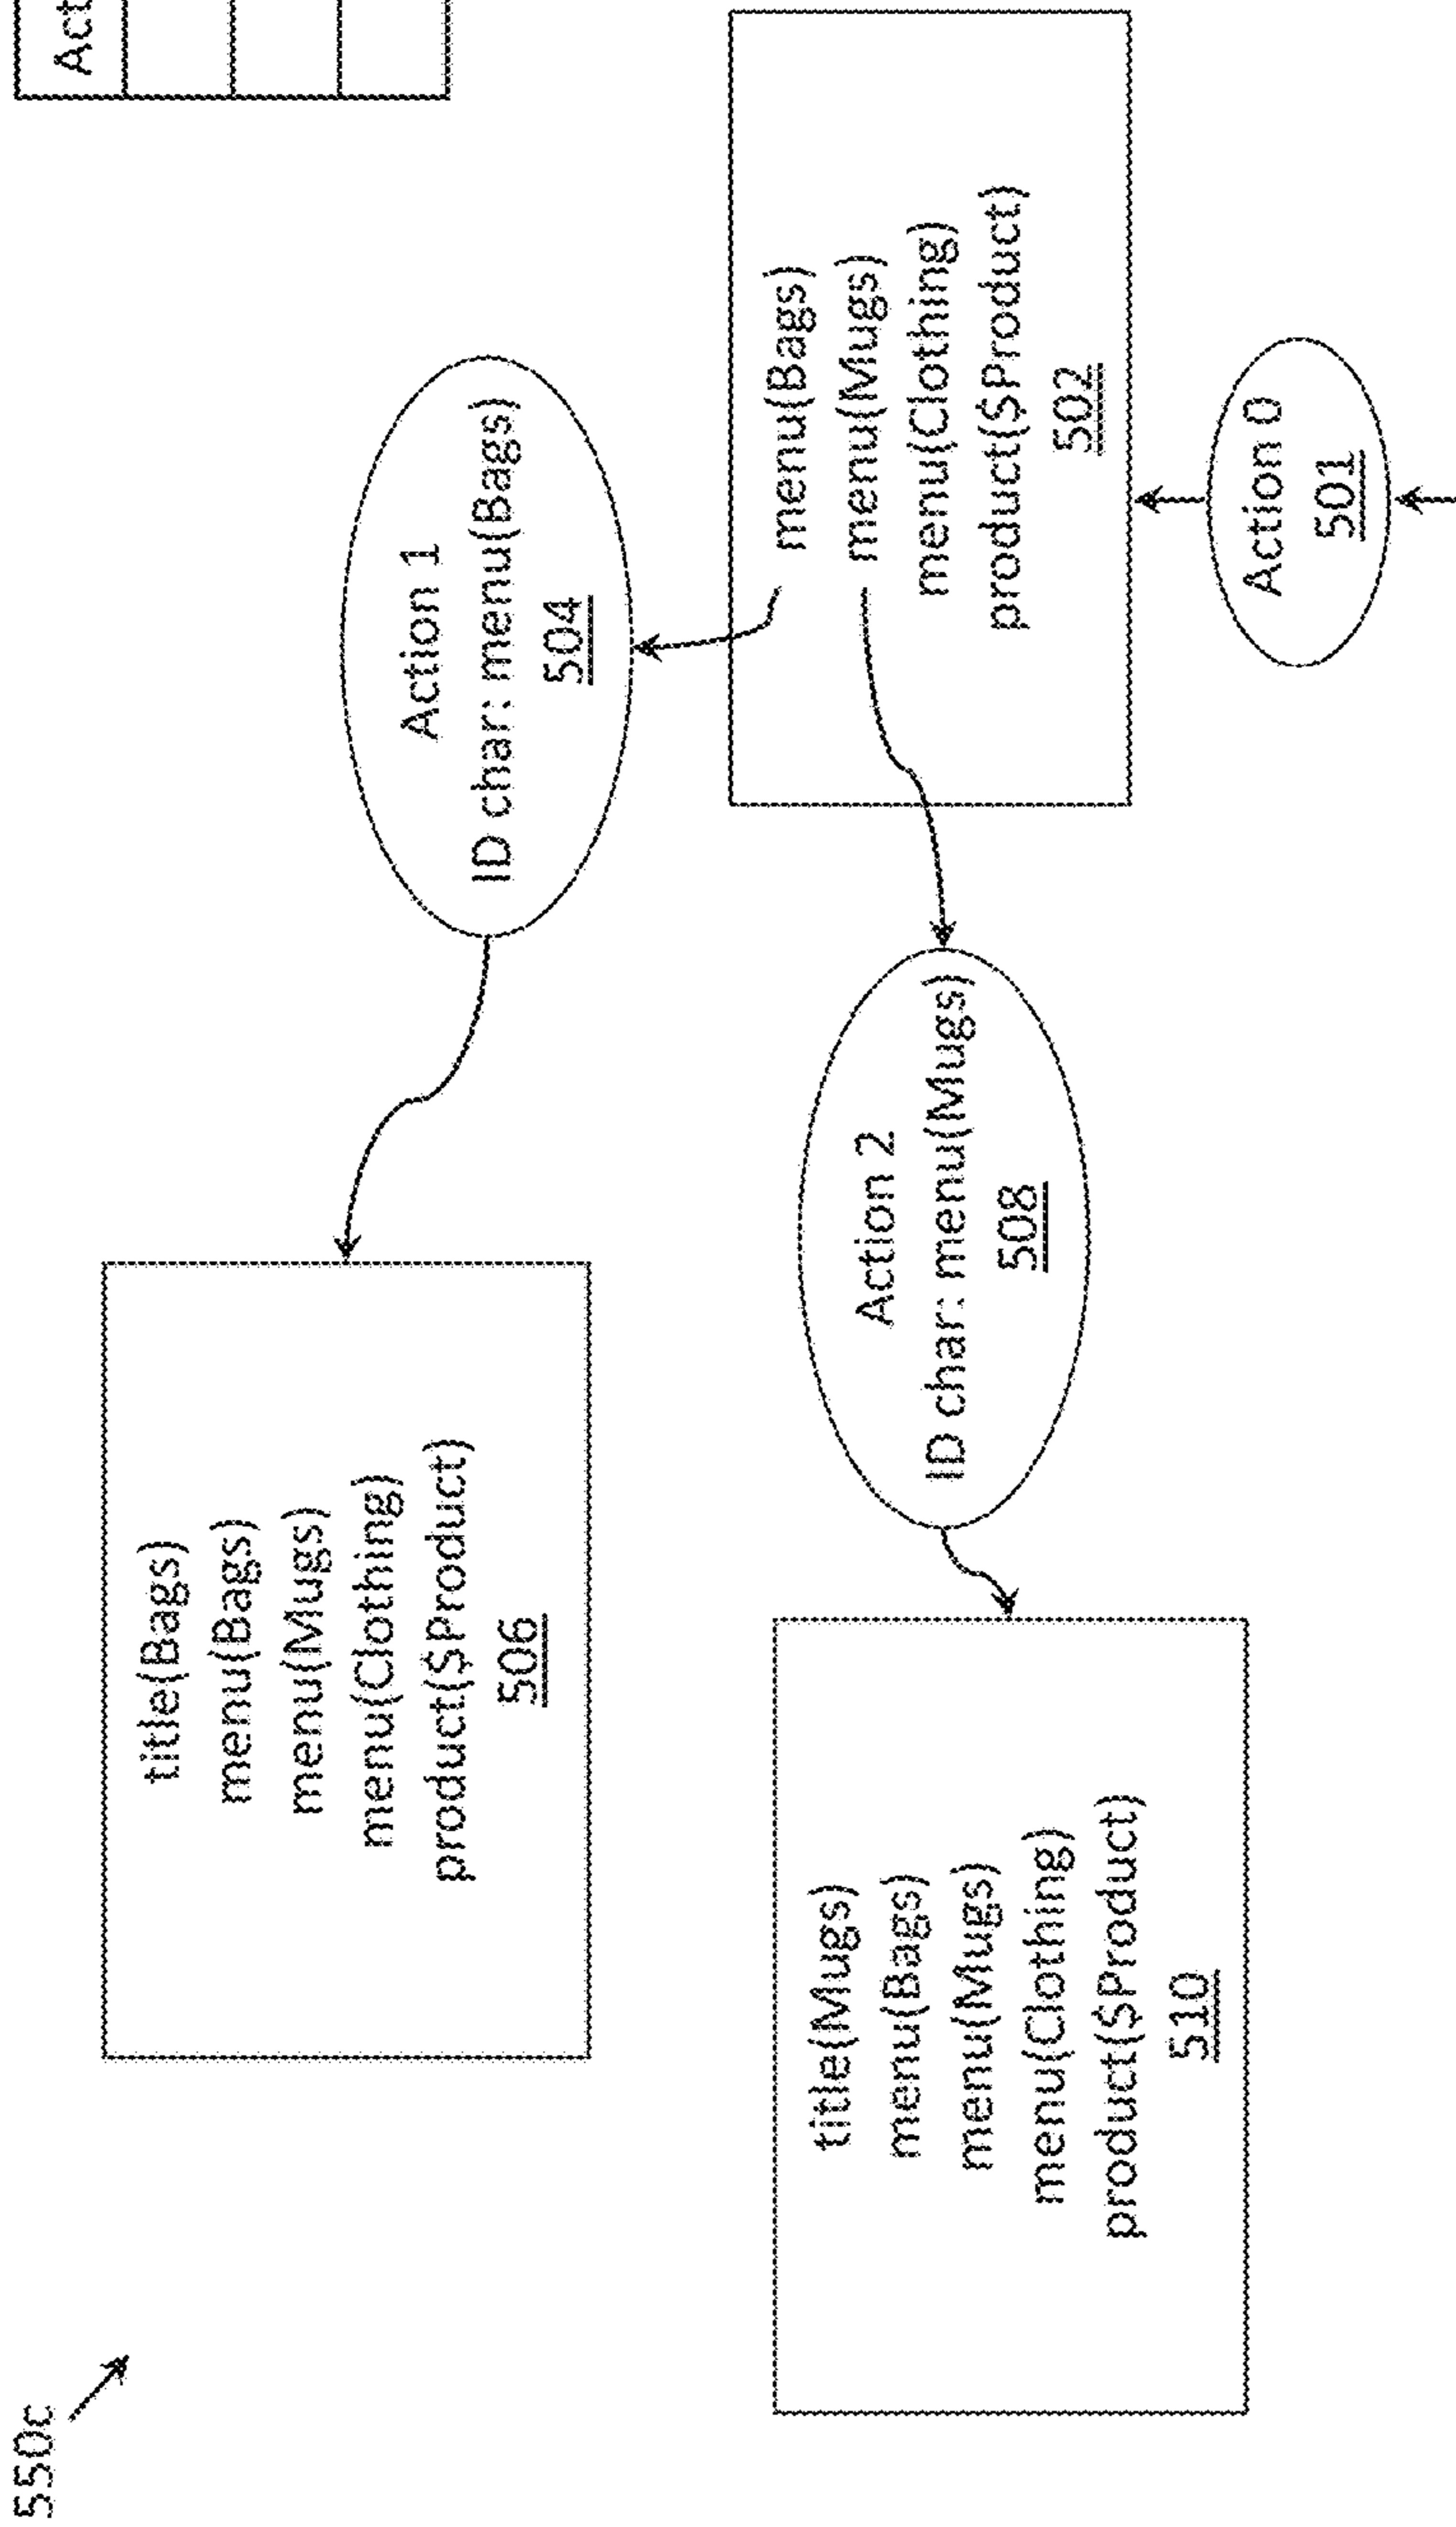 550c
Act
title(Bags)
menu(Bags)
menu(Mugs)
menu(Clothing)
product($Product)
506
Action 1
ID char: menu(Bags)
504
title(Mugs)
menu(Bags)
menu(Mugs)
menu(Clothing)
product($Product)
510
Action 2
ID char: menu(Mugs)
508
menu(Bags)
menu(Mugs)
menu(Clothing)
product($Product)
502
Action 0
501